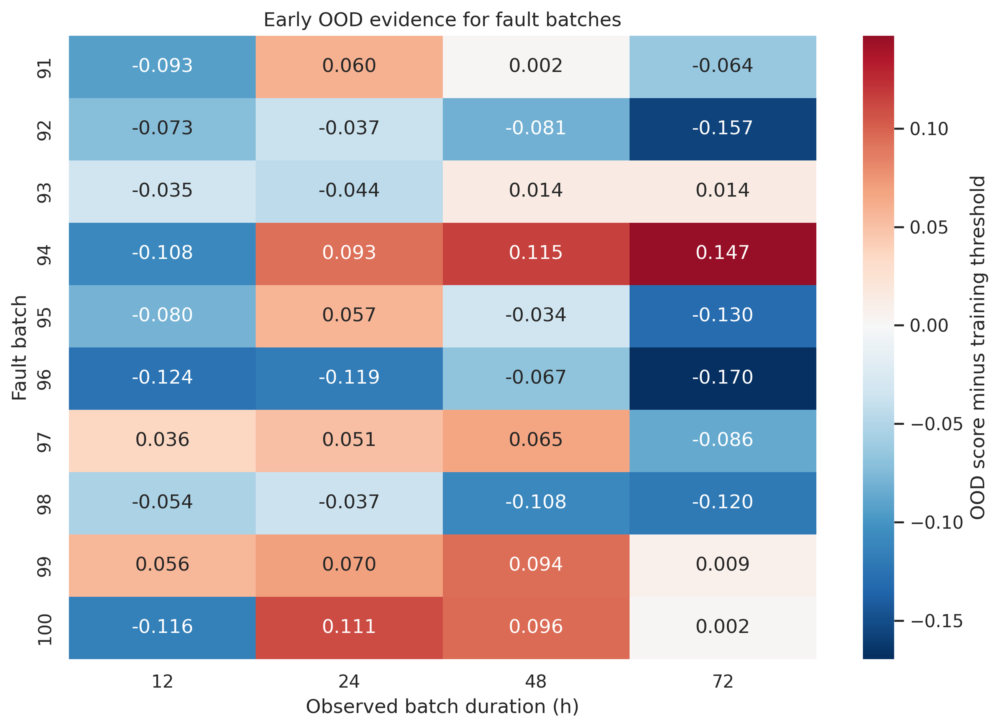 Early OOD evidence for fault batches
91 -0.093 0.060 0.002 -0.064
92 -0.073 -0.037 -0.081 -0.157
93 -0.035 -0.044 0.014 0.014
94 -0.108 0.093 0.115 0.147
95 -0.080 0.057 -0.034 -0.130
96 -0.124 -0.119 -0.067 -0.170
97 0.036 0.051 0.065 -0.086
98 -0.054 -0.037 -0.108 -0.120
99 0.056 0.070 0.094 0.009
100 -0.116 0.111 0.096 0.002
12 24 48 72
Observed batch duration (h)
Fault batch
0.10
0.05
0.00
−0.05
−0.10
−0.15
OOD score minus training threshold